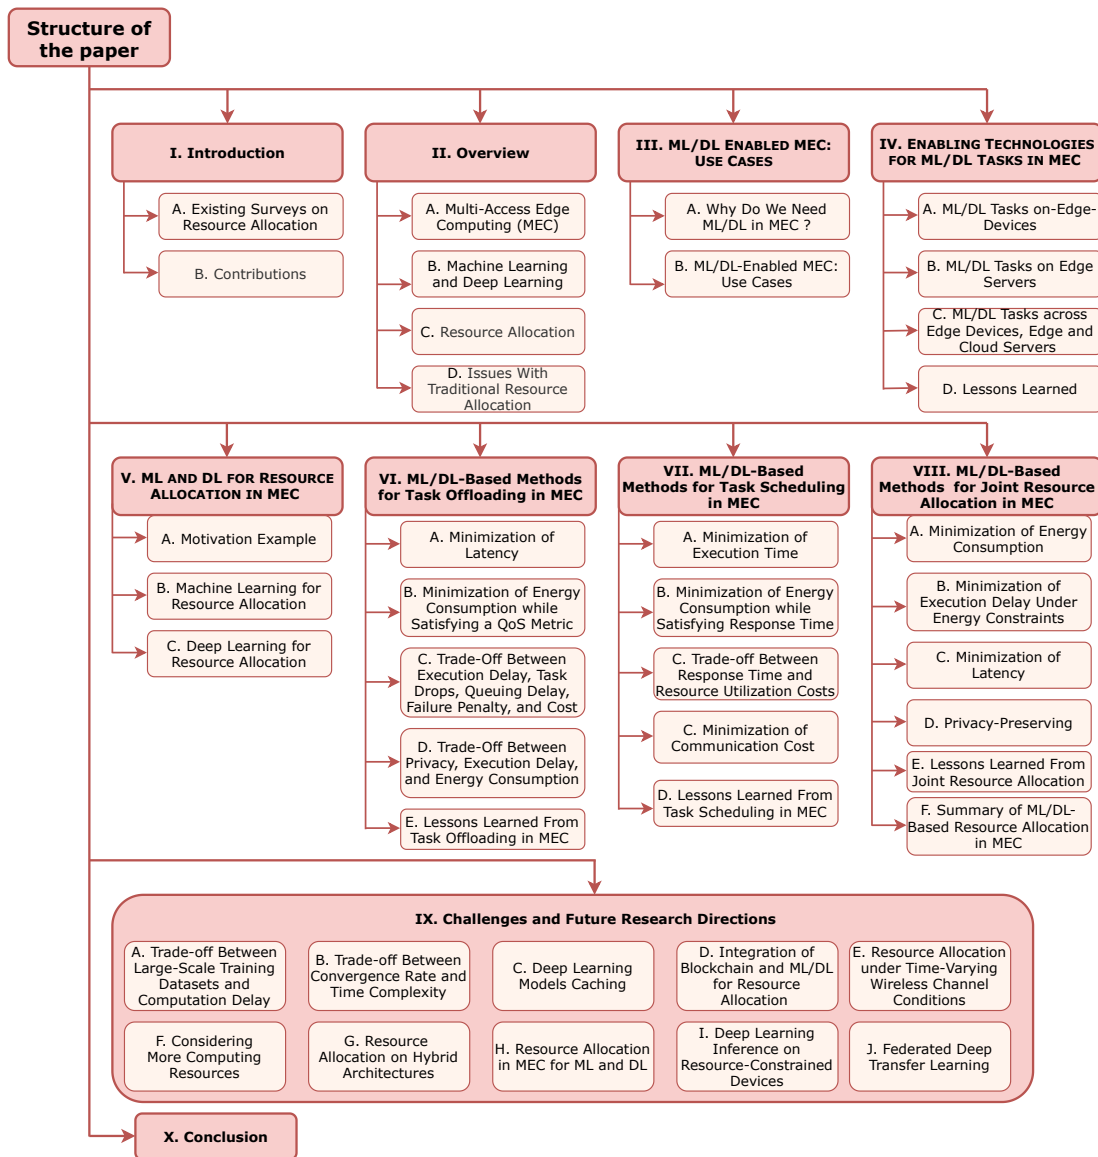 Structure of
the paper
I. Introduction
A. Existing Surveys on
Resource Allocation
B. Contributions
II. Overview
A. Multi-Access Edge
Computing (MEC)
B. Machine Learning
and Deep Learning
C. Resource Allocation
D. Issues With
Traditional Resource
Allocation
III. ML/DL ENABLED MEC:
USE CASES
A. Why Do We Need
ML/DL in MEC ?
B. ML/DL-Enabled MEC:
Use Cases
IV. ENABLING TECHNOLOGIES
FOR ML/DL TASKS IN MEC
A. ML/DL Tasks on-Edge-
Devices
B. ML/DL Tasks on Edge
Servers
C. ML/DL Tasks across
Edge Devices, Edge and
Cloud Servers
D. Lessons Learned
V. ML AND DL FOR RESOURCE
ALLOCATION IN MEC
A. Motivation Example
B. Machine Learning for
Resource Allocation
C. Deep Learning for
Resource Allocation
VI. ML/DL-Based Methods
for Task Offloading in MEC
A. Minimization of
Latency
B. Minimization of Energy
Consumption while
Satisfying a QoS Metric
C. Trade-Off Between
Execution Delay, Task
Drops, Queuing Delay,
Failure Penalty, and Cost
D. Trade-Off Between
Privacy, Execution Delay,
and Energy Consumption
E. Lessons Learned From
Task Offloading in MEC
VII. ML/DL-Based
Methods for Task Scheduling
in MEC
A. Minimization of
Execution Time
B. Minimization of Energy
Consumption while
Satisfying Response Time
C. Trade-off Between
Response Time and
Resource Utilization Costs
C. Minimization of
Communication Cost
D. Lessons Learned From
Task Scheduling in MEC
VIII. ML/DL-Based
Methods for Joint Resource
Allocation in MEC
A. Minimization of Energy
Consumption
B. Minimization of
Execution Delay Under
Energy Constraints
C. Minimization of
Latency
D. Privacy-Preserving
E. Lessons Learned From
Joint Resource Allocation
F. Summary of ML/DL-
Based Resource Allocation
in MEC
IX. Challenges and Future Research Directions
A. Trade-off Between
Large-Scale Training
Datasets and
Computation Delay
B. Trade-off Between
Convergence Rate and
Time Complexity
C. Deep Learning
Models Caching
D. Integration of
Blockchain and ML/DL
for Resource
Allocation
E. Resource Allocation
under Time-Varying
Wireless Channel
Conditions
F. Considering
More Computing
Resources
G. Resource
Allocation on Hybrid
Architectures
H. Resource Allocation
in MEC for ML and DL
I. Deep Learning
Inference on
Resource-Constrained
Devices
J. Federated Deep
Transfer Learning
X. Conclusion